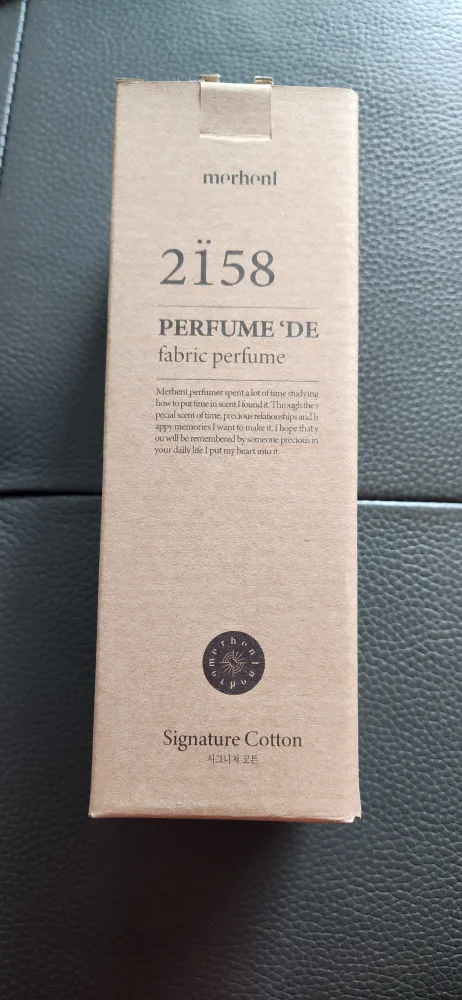 merhent
2ï58
PERFUME ‘DE
fabric perfume
Merhent perfumer spent a lot of time studying
how to put time in scent I found it. Through the s
pecial scent of time, precious relationships and h
appy memories I want to make it. I hope that y
ou will be remembered by someone precious in
your daily life I put my heart into it
merhent
Signature Cotton
시그니처 코튼